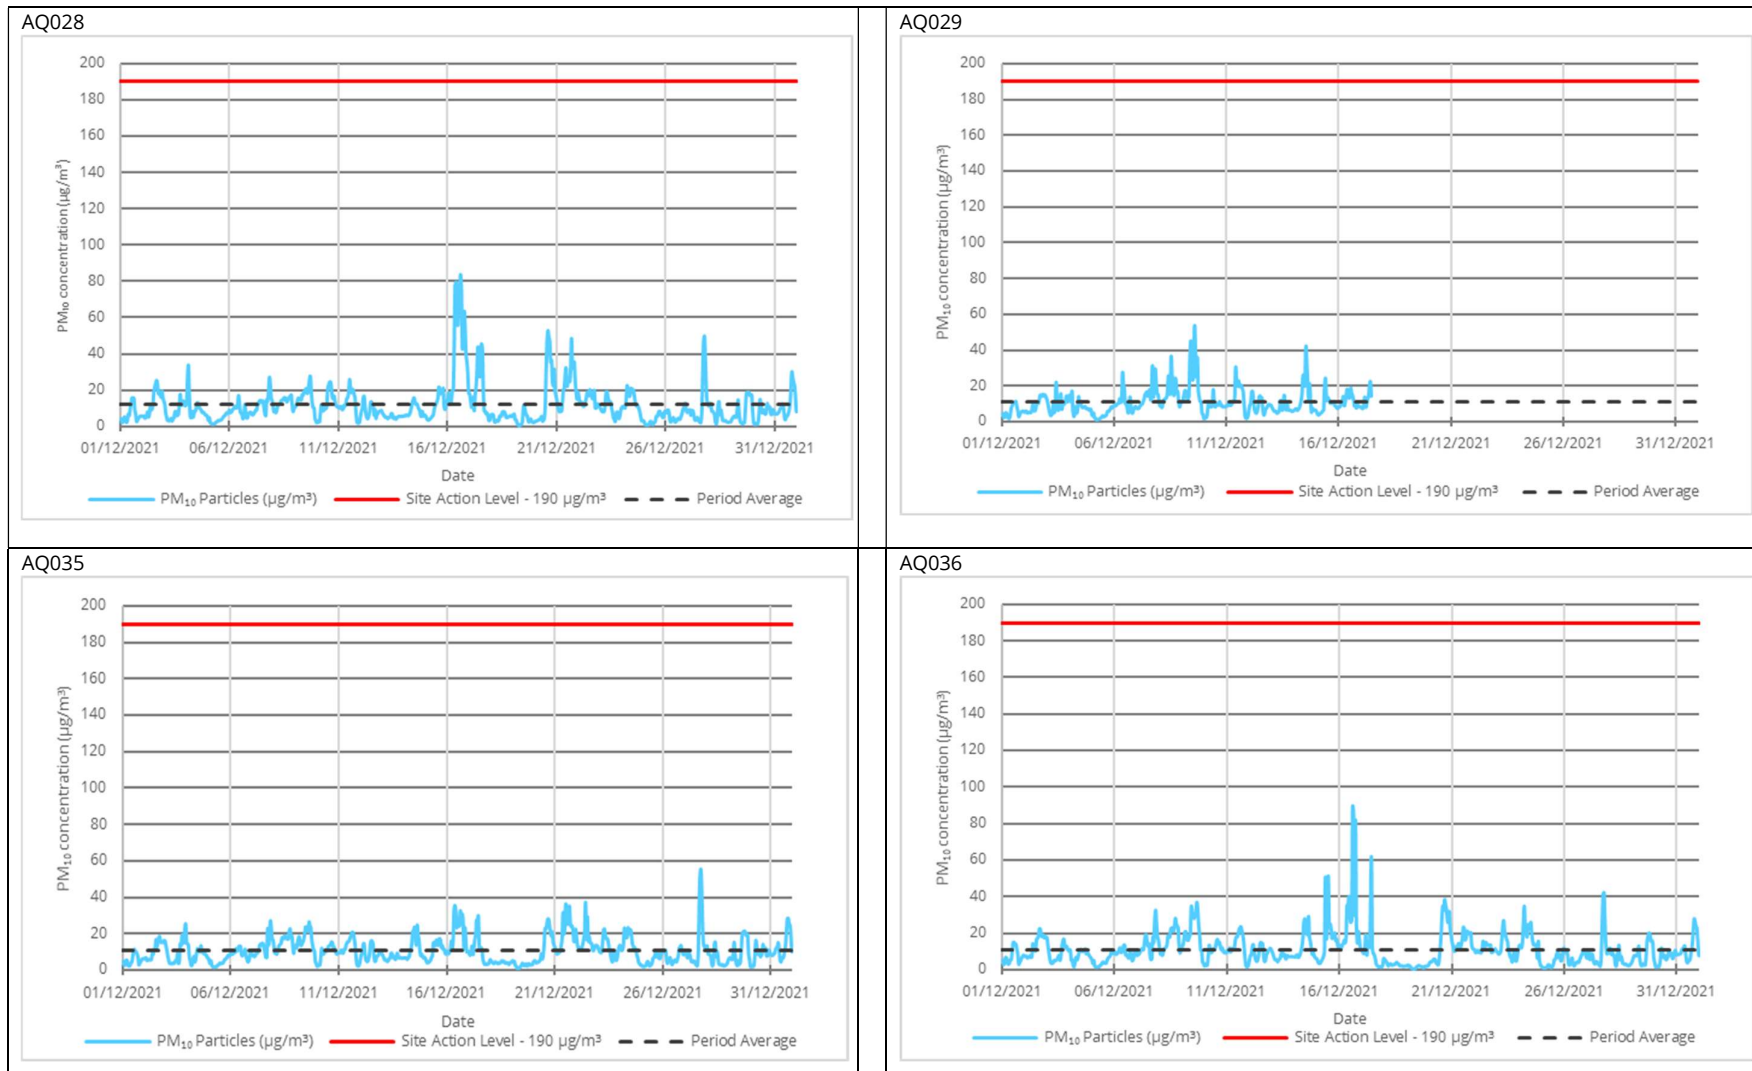 AQ028
200
180
160
140
120
100
80
60
40
20
0
PM₁₀ concentration (µg/m³)
01/12/2021 06/12/2021 11/12/2021 16/12/2021 21/12/2021 26/12/2021 31/12/2021
Date
PM₁₀ Particles (µg/m³) Site Action Level - 190 µg/m³ Period Average
AQ029
200
180
160
140
120
100
80
60
40
20
0
PM₁₀ concentration (µg/m³)
01/12/2021 06/12/2021 11/12/2021 16/12/2021 21/12/2021 26/12/2021 31/12/2021
Date
PM₁₀ Particles (µg/m³) Site Action Level - 190 µg/m³ Period Average
AQ035
200
180
160
140
120
100
80
60
40
20
0
PM₁₀ concentration (µg/m³)
01/12/2021 06/12/2021 11/12/2021 16/12/2021 21/12/2021 26/12/2021 31/12/2021
Date
PM₁₀ Particles (µg/m³) Site Action Level - 190 µg/m³ Period Average
AQ036
200
180
160
140
120
100
80
60
40
20
0
PM₁₀ concentration (µg/m³)
01/12/2021 06/12/2021 11/12/2021 16/12/2021 21/12/2021 26/12/2021 31/12/2021
Date
PM₁₀ Particles (µg/m³) Site Action Level - 190 µg/m³ Period Average